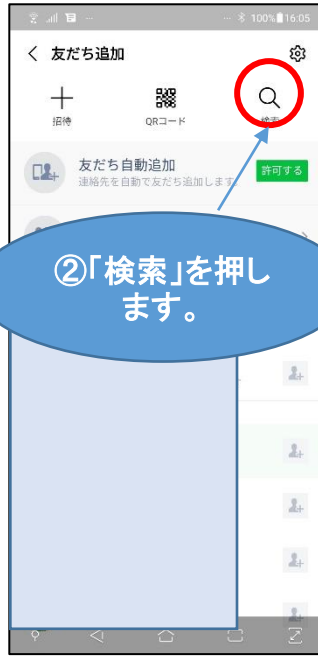 100% 16:05
友だち追加
招待
QRコード
検索
友だち自動追加
連絡先を自動で友だち追加します。
許可する
②「検索」を押し
ます。